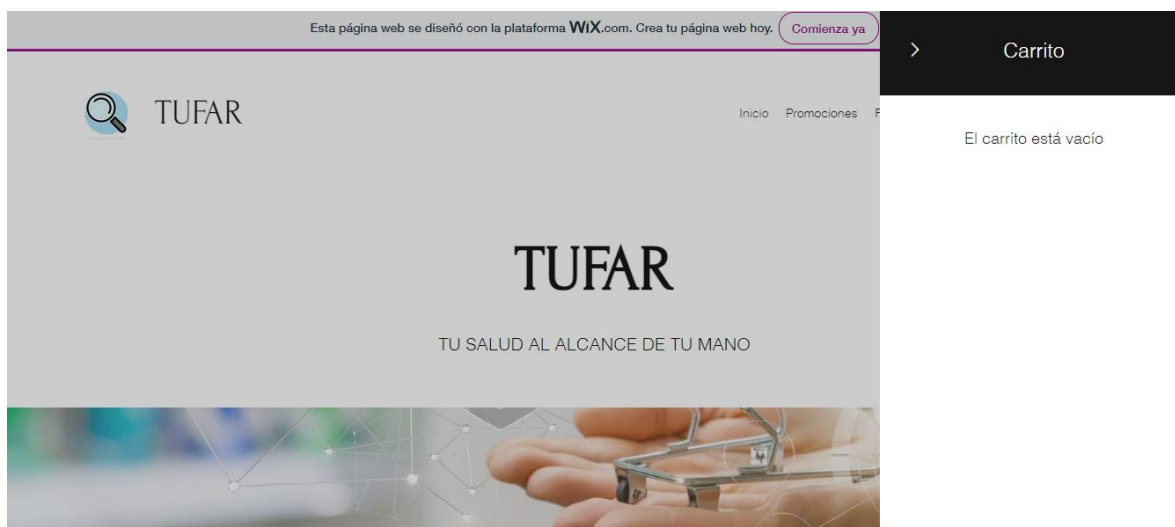 Esta página web se diseñó con la plataforma WiX.com. Crea tu página web hoy. Comienza ya
Carrito
TUFAR
Inicio Promociones
El carrito está vacío
TUFAR
TU SALUD AL ALCANCE DE TU MANO